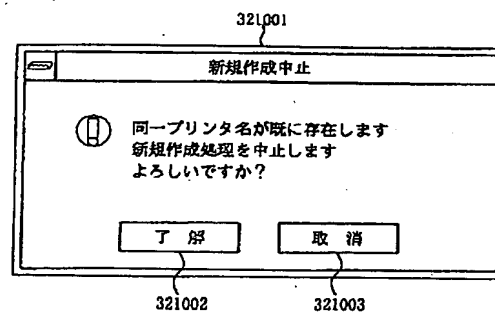 321001
新規作成中止
同一プリンタ名が既に存在します
新規作成処理を中止します
よろしいですか？
了 解
取 消
321002
321003